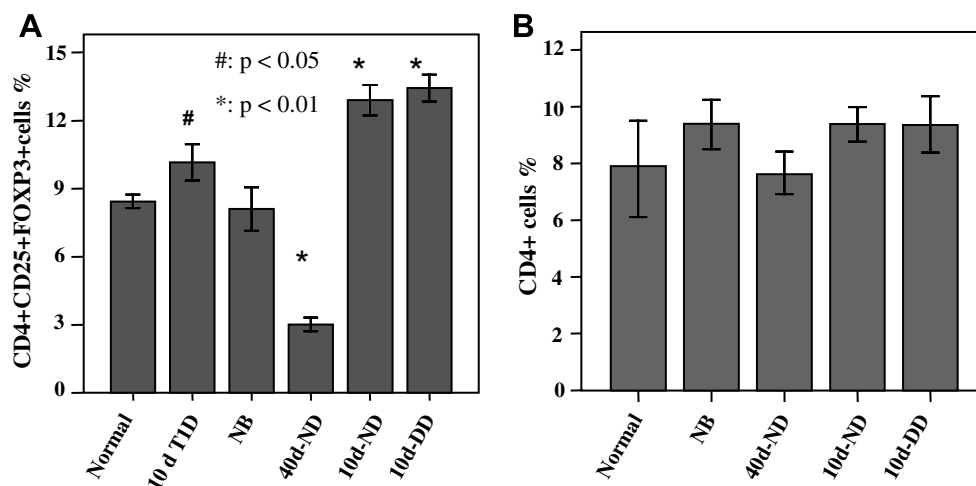 A
CD4+CD25+FOXP3+cells %
15
12
9
6
3
0
#: p < 0.05
*: p < 0.01
#
*
*
*
Normal
10 d T1D
NB
40d-ND
10d-ND
10d-DD
B
CD4+ cells %
12
10
8
6
4
2
0
Normal
NB
40d-ND
10d-ND
10d-DD